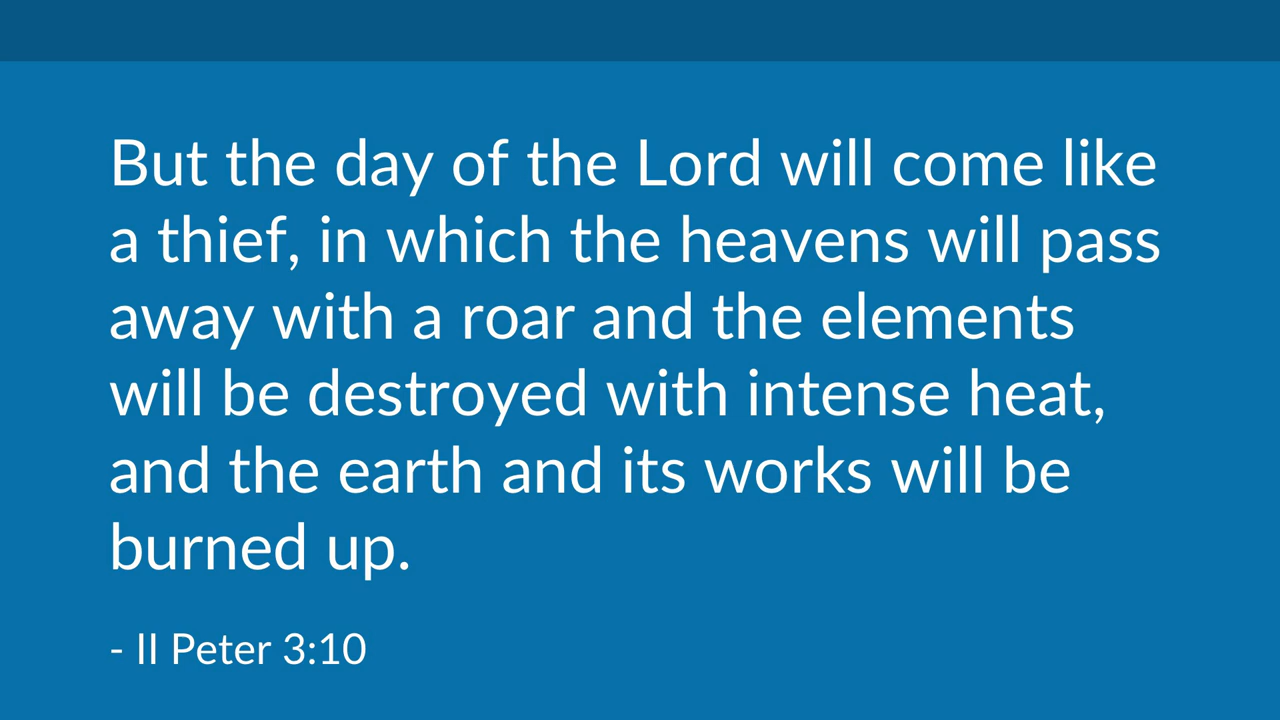 But the day of the Lord will come like
a thief, in which the heavens will pass
away with a roar and the elements
will be destroyed with intense heat,
and the earth and its works will be
burned up.
- II Peter 3:10